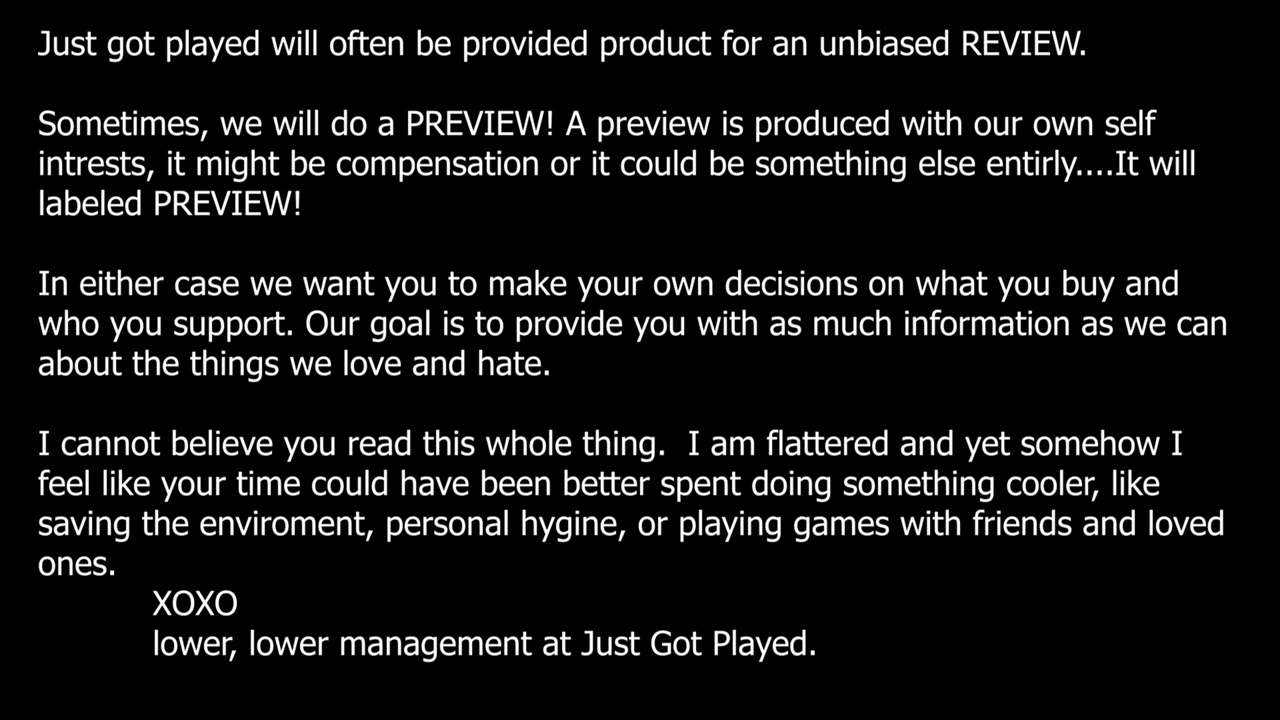 Just got played will often be provided product for an unbiased REVIEW.
Sometimes, we will do a PREVIEW! A preview is produced with our own self
intrests, it might be compensation or it could be something else entirly....It will
labeled PREVIEW!
In either case we want you to make your own decisions on what you buy and
who you support. Our goal is to provide you with as much information as we can
about the things we love and hate.
I cannot believe you read this whole thing.  I am flattered and yet somehow I
feel like your time could have been better spent doing something cooler, like
saving the enviroment, personal hygine, or playing games with friends and loved
ones.
XOXO
lower, lower management at Just Got Played.